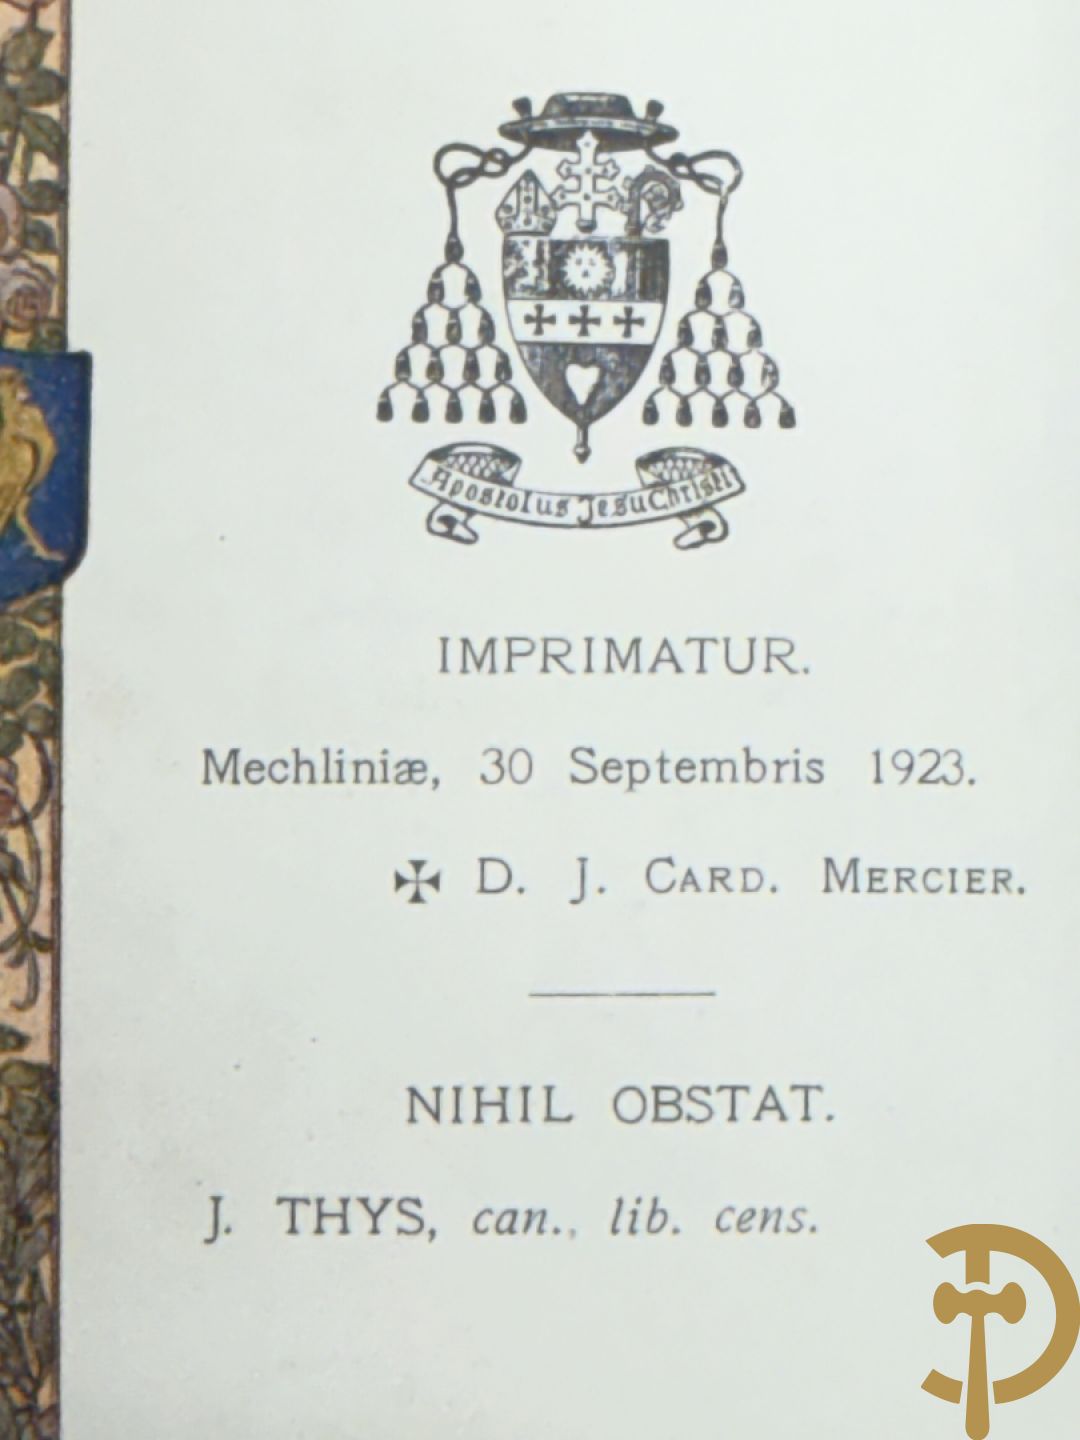 Apostolus Jesu Christi
IMPRIMATUR.
Mechliniæ, 30 Septembris 1923.
✠ D. J. CARD. MERCIER.
NIHIL OBSTAT.
J. THYS, can., lib. cens.